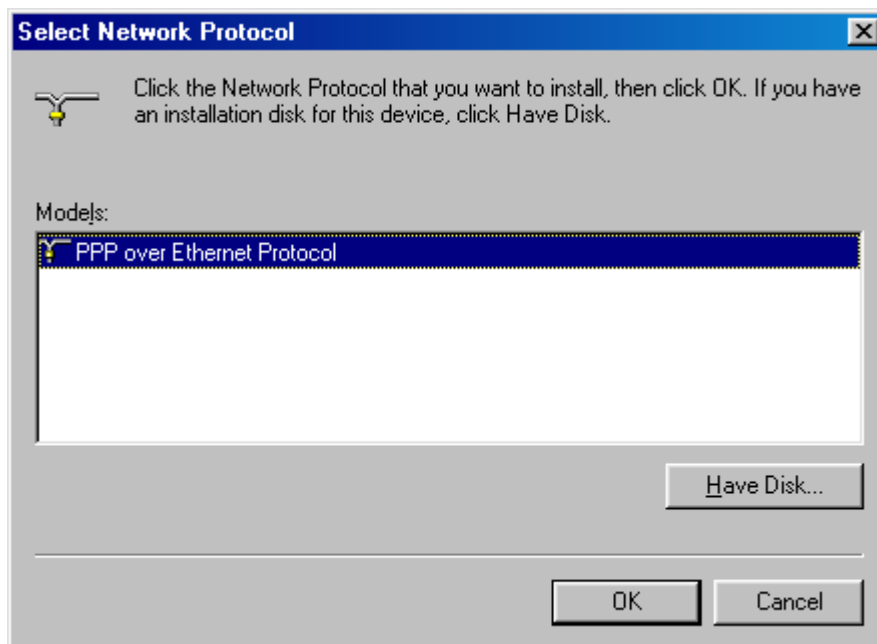 Select Network Protocol
Click the Network Protocol that you want to install, then click OK. If you have
an installation disk for this device, click Have Disk.
Models:
PPP over Ethernet Protocol
Have Disk...
OK
Cancel